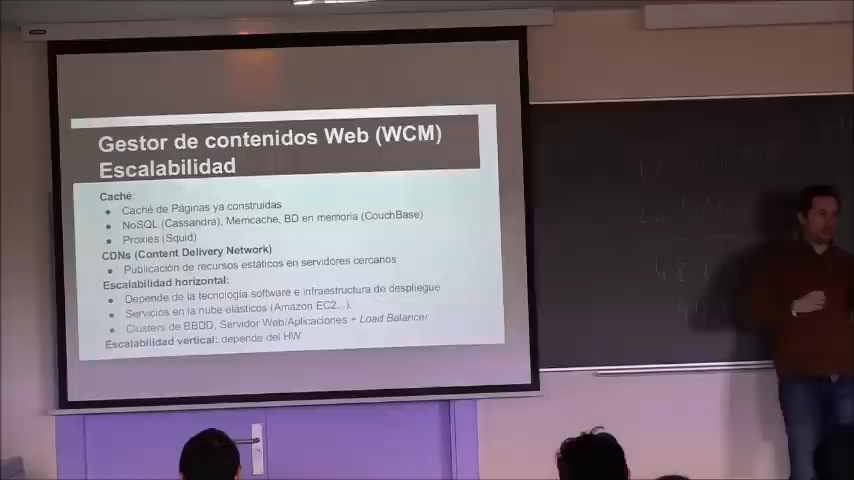 Gestor de contenidos Web (WCM)
Escalabilidad
Caché:
● Caché de Páginas ya construidas
● NoSQL (Cassandra), Memcache, BD en memoria (CouchBase)
● Proxies (Squid)
CDNs (Content Delivery Network)
● Publicación de recursos estáticos en servidores cercanos
Escalabilidad horizontal:
● Depende de la tecnología software e infraestructura de despliegue
● Servicios en la nube elásticos (Amazon EC2...).
● Clusters de BBDD, Servidor Web/Aplicaciones + Load Balancer
Escalabilidad vertical: depende del HW